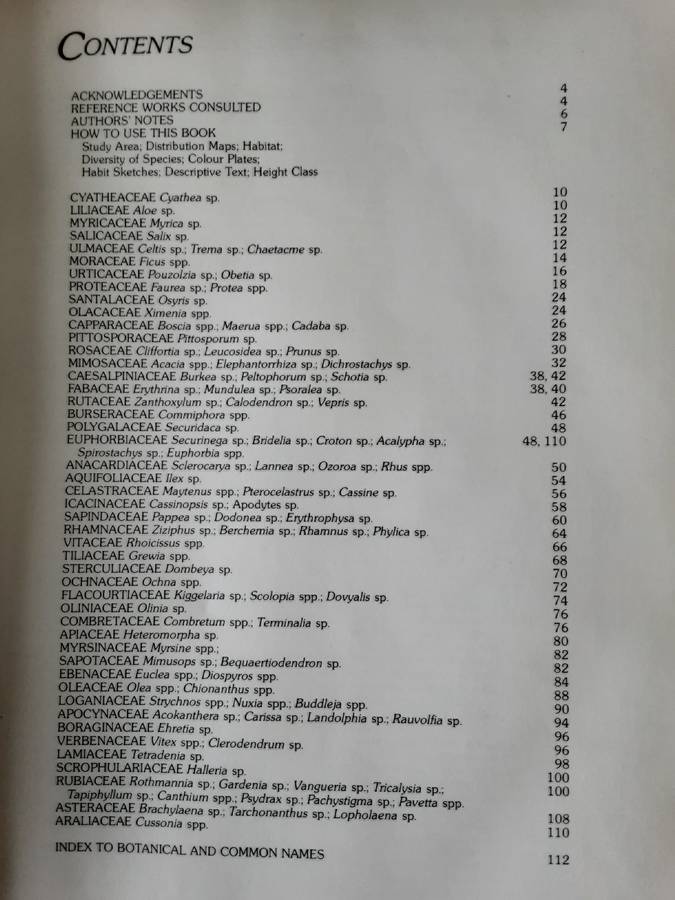 CONTENTS
ACKNOWLEDGEMENTS 4
REFERENCE WORKS CONSULTED 4
AUTHORS' NOTES 6
HOW TO USE THIS BOOK 7
Study Area; Distribution Maps; Habitat;
Diversity of Species; Colour Plates;
Habit Sketches; Descriptive Text; Height Class
CYATHEACEAE Cyathea sp. 10
LILIACEAE Aloe sp. 10
MYRICACEAE Myrica sp. 12
SALICACEAE Salix sp. 12
ULMACEAE Celtis sp.; Trema sp.; Chaetacme sp. 12
MORACEAE Ficus spp. 14
URTICACEAE Pouzolzia sp.; Obetia sp. 16
PROTEACEAE Faurea sp.; Protea spp. 18
SANTALACEAE Osyris sp. 24
OLACACEAE Ximenia spp. 24
CAPPARACEAE Boscia spp.; Maerua spp.; Cadaba sp. 26
PITTOSPORACEAE Pittosporum sp. 28
ROSACEAE Cliffortia sp.; Leucosidea sp.; Prunus sp. 30
MIMOSACEAE Acacia spp.; Elephantorrhiza sp.; Dichrostachys sp. 32
CAESALPINIACEAE Burkea sp.; Peltophorum sp.; Schotia sp. 38, 42
FABACEAE Erythrina sp.; Mundulea sp.; Psoralea sp. 38, 40
RUTACEAE Zanthoxylum sp.; Calodendron sp.; Vepris sp. 42
BURSERACEAE Commiphora spp. 46
POLYGALACEAE Securidaca sp. 48
EUPHORBIACEAE Securinega sp.; Bridelia sp.; Croton sp.; Acalypha sp.; 48, 110
Spirostachys sp.; Euphorbia spp.
ANACARDIACEAE Sclerocarya sp.; Lannea sp.; Ozoroa sp.; Rhus spp. 50
AQUIFOLIACEAE Ilex sp. 54
CELASTRACEAE Maytenus spp.; Pterocelastrus sp.; Cassine sp. 56
ICACINACEAE Cassinopsis sp.; Apodytes sp. 58
SAPINDACEAE Pappea sp.; Dodonea sp.; Erythrophysa sp. 60
RHAMNACEAE Ziziphus sp.; Berchemia sp.; Rhamnus sp.; Phylica sp. 64
VITACEAE Rhoicissus spp. 66
TILIACEAE Grewia spp. 68
STERCULIACEAE Dombeya sp. 70
OCHNACEAE Ochna spp. 72
FLACOURTIACEAE Kiggelaria sp.; Scolopia spp.; Dovyalis sp. 74
OLINIACEAE Olinia sp. 76
COMBRETACEAE Combretum spp.; Terminalia sp. 76
APIACEAE Heteromorpha sp. 80
MYRSINACEAE Myrsine spp.; 82
SAPOTACEAE Mimusops sp.; Bequaertiodendron sp. 82
EBENACEAE Euclea spp.; Diospyros spp. 84
OLEACEAE Olea spp.; Chionanthus spp. 88
LOGANIACEAE Strychnos spp.; Nuxia spp.; Buddleja spp. 90
APOCYNACEAE Acokanthera sp.; Carissa sp.; Landolphia sp.; Rauvolfia sp. 94
BORAGINACEAE Ehretia sp. 96
VERBENACEAE Vitex spp.; Clerodendrum sp. 96
LAMIACEAE Tetradenia sp. 98
SCROPHULARIACEAE Halleria sp. 100
RUBIACEAE Rothmannia sp.; Gardenia sp.; Vangueria sp.; Tricalysia sp.; 100
Tapiphyllum sp.; Canthium spp.; Psydrax sp.; Pachystigma sp.; Pavetta spp.
ASTERACEAE Brachylaena sp.; Tarchonanthus sp.; Lopholaena sp. 108
ARALIACEAE Cussonia spp. 110
INDEX TO BOTANICAL AND COMMON NAMES 112